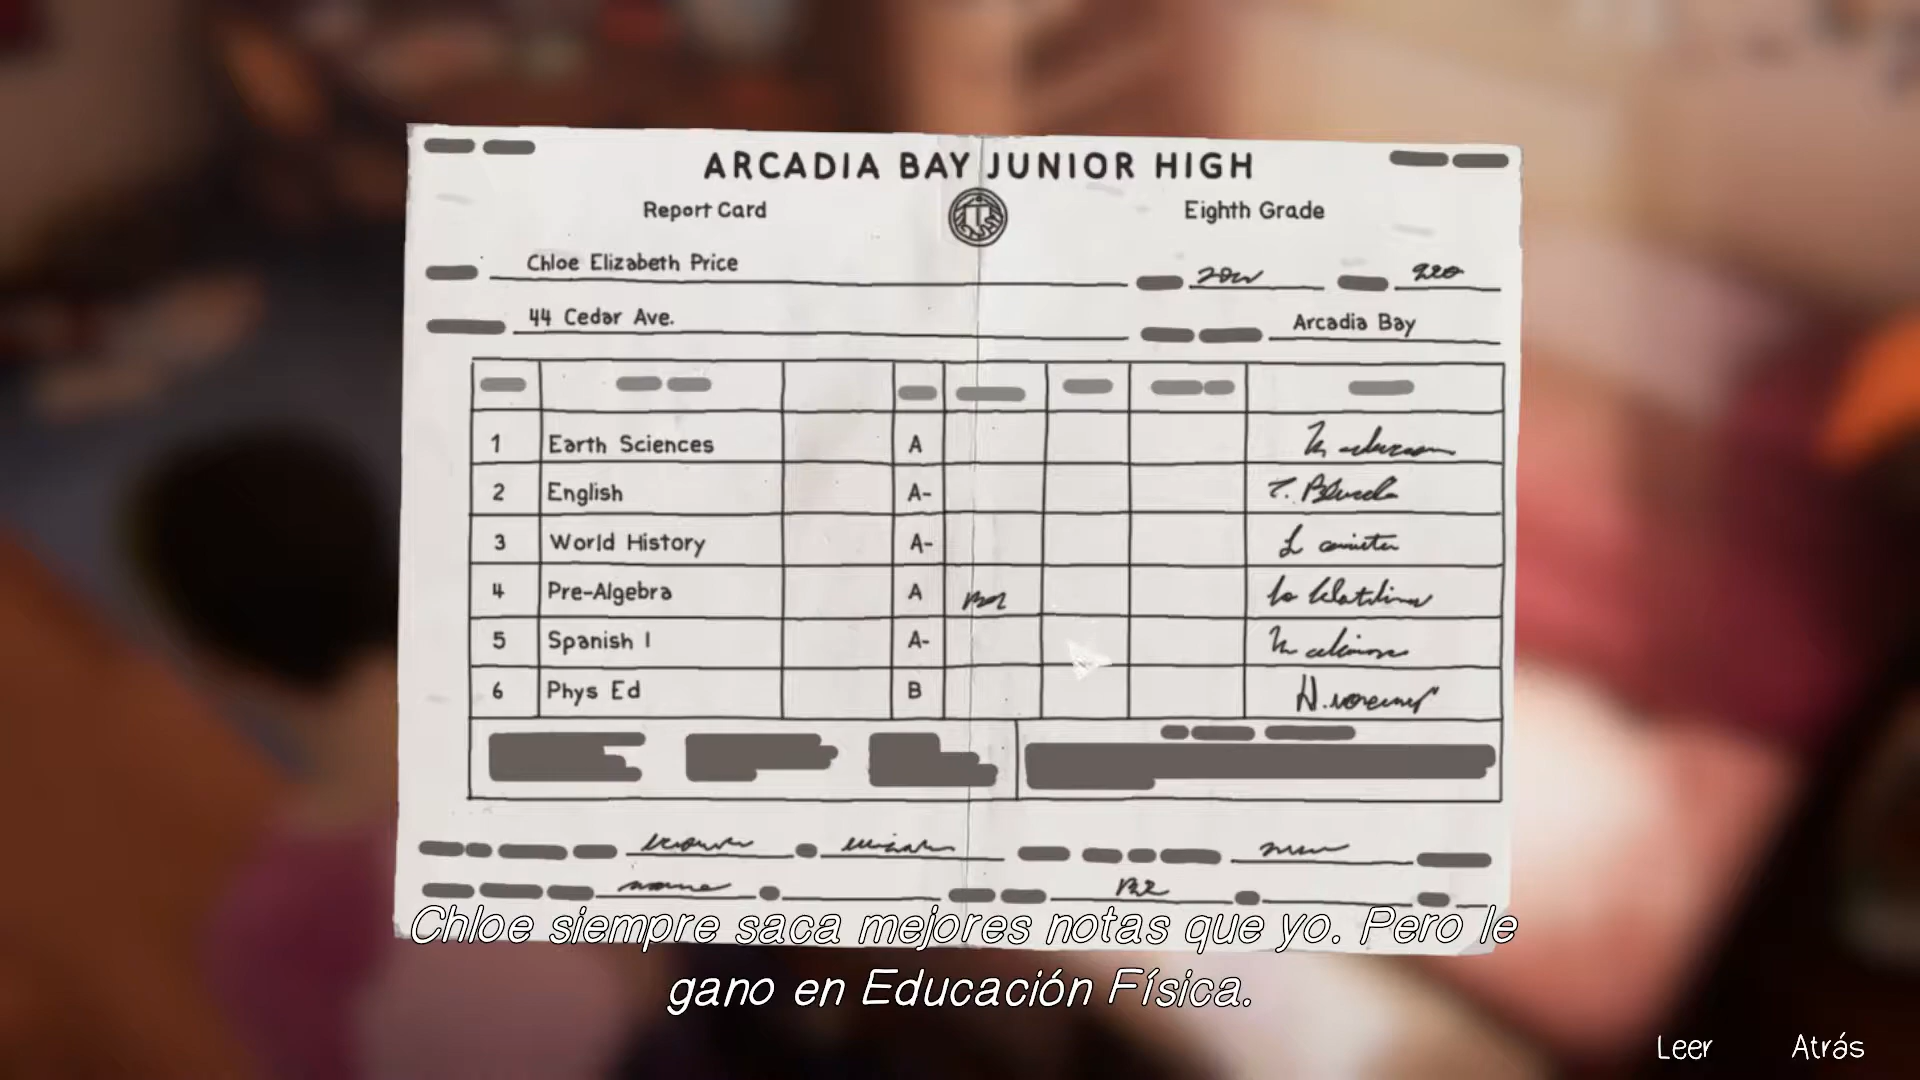 ARCADIA BAY JUNIOR HIGH
Report Card
Eighth Grade
Chloe Elizabeth Price
44 Cedar Ave.
Arcadia Bay
1 Earth Sciences A
2 English A-
3 World History A-
4 Pre-Algebra A
5 Spanish 1 A-
6 Phys Ed B
Chloe siempre saca mejores notas que yo. Pero le
gano en Educación Física.
Leer Atrás